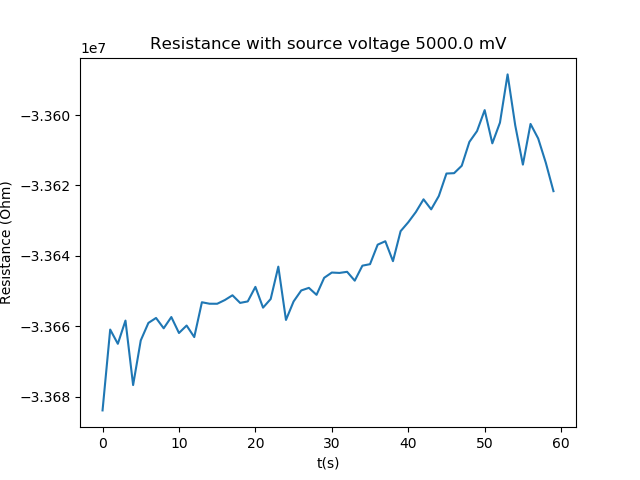 Resistance with source voltage 5000.0 mV
1e7
−3.360
−3.362
−3.364
−3.366
−3.368
Resistance (Ohm)
0 10 20 30 40 50 60
t(s)